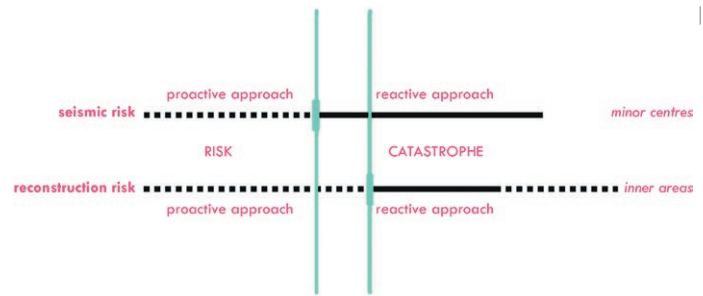 proactive approach reactive approach
seismic risk minor centres
RISK CATASTROPHE
reconstruction risk inner areas
proactive approach reactive approach